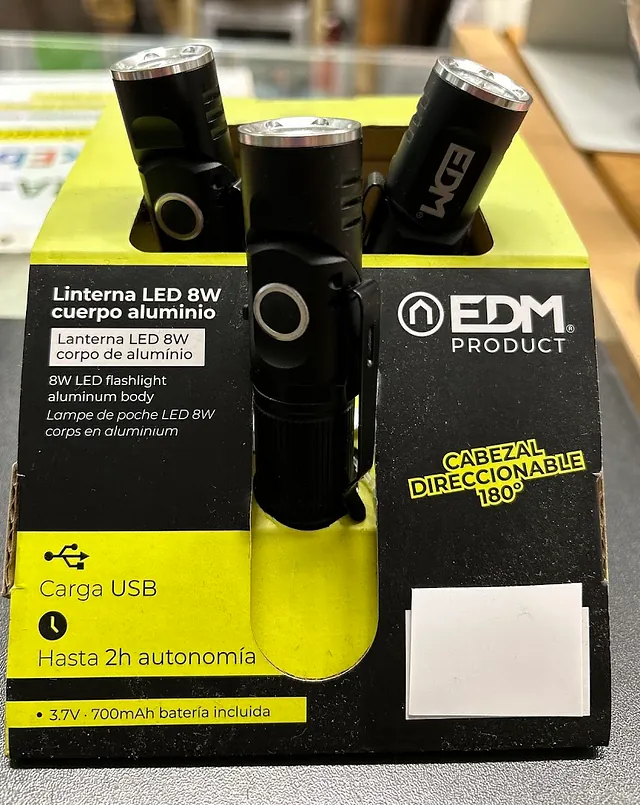 EDM®
Linterna LED 8W
cuerpo aluminio
Lanterna LED 8W
corpo de alumínio
8W LED flashlight
aluminum body
Lampe de poche LED 8W
corps en aluminium
EDM®
PRODUCT
CABEZAL
DIRECCIONABLE
180º
Carga USB
Hasta 2h autonomía
• 3.7V · 700mAh batería incluida